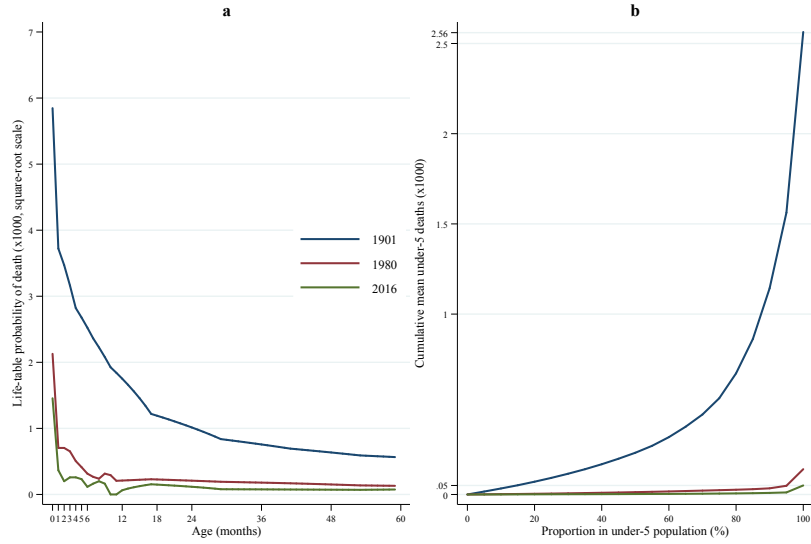 a
Life-table probability of death (x1000, square-root scale)
7
6
5
4
3
2
1
0
1901
1980
2016
0 1 2 3 4 5 6 12 18 24 36 48 60
Age (months)
b
Cumulative mean under-5 deaths (x1000)
2.56
2.5
2
1.5
1
.05
0
0 20 40 60 80 100
Proportion in under-5 population (%)